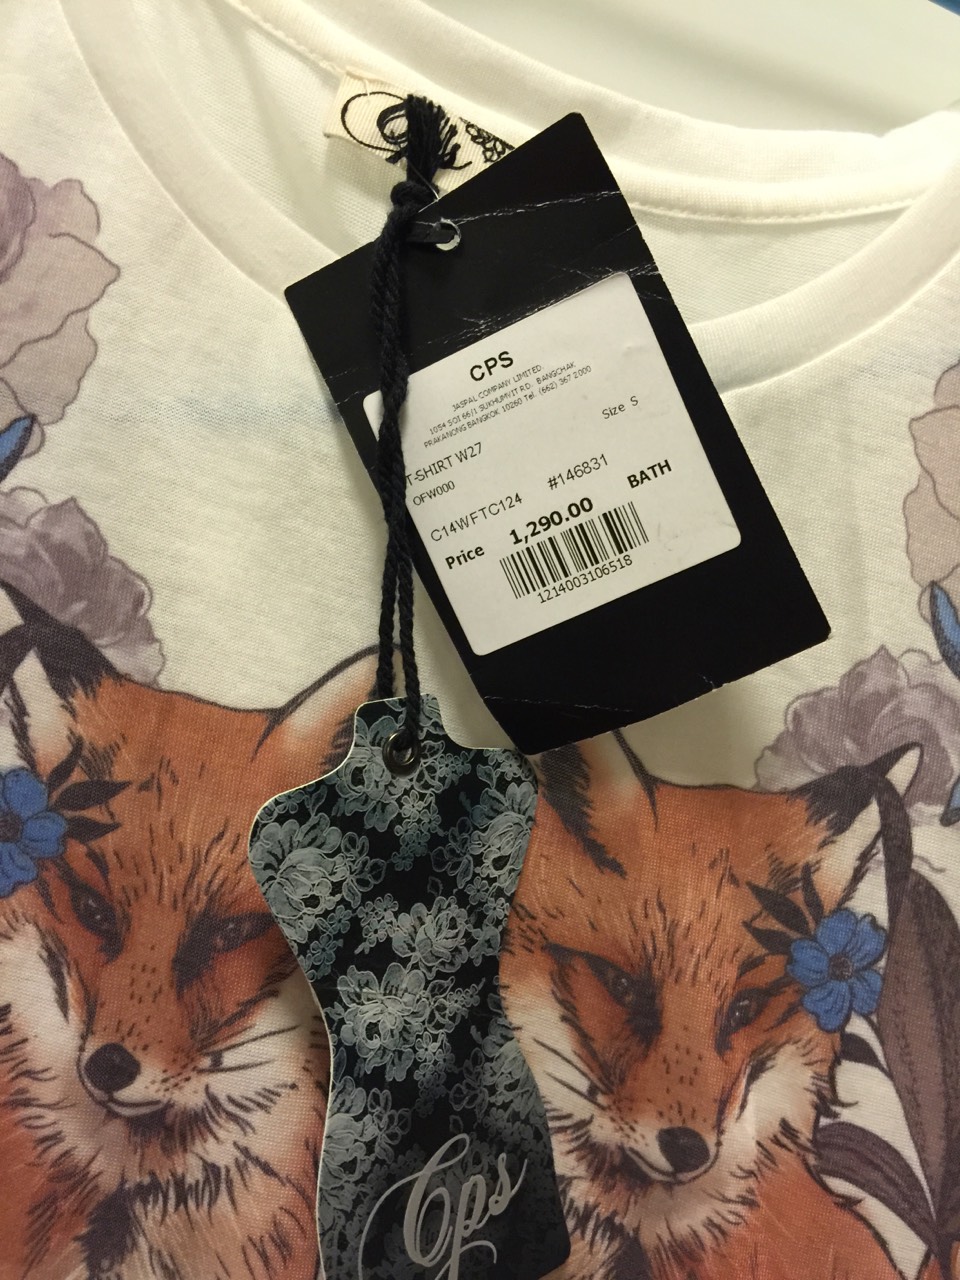 CPS
JASPAL COMPANY LIMITED.
1054 SOI 66/1 SUKHUMVIT RD. BANGCHAK
PRAKANONG BANGKOK 10260 Tel. (662) 367 2000
Size S
T-SHIRT W27
OFW000
C14WFTC124 #146831
Price 1,290.00 BATH
1214003106518
Cps